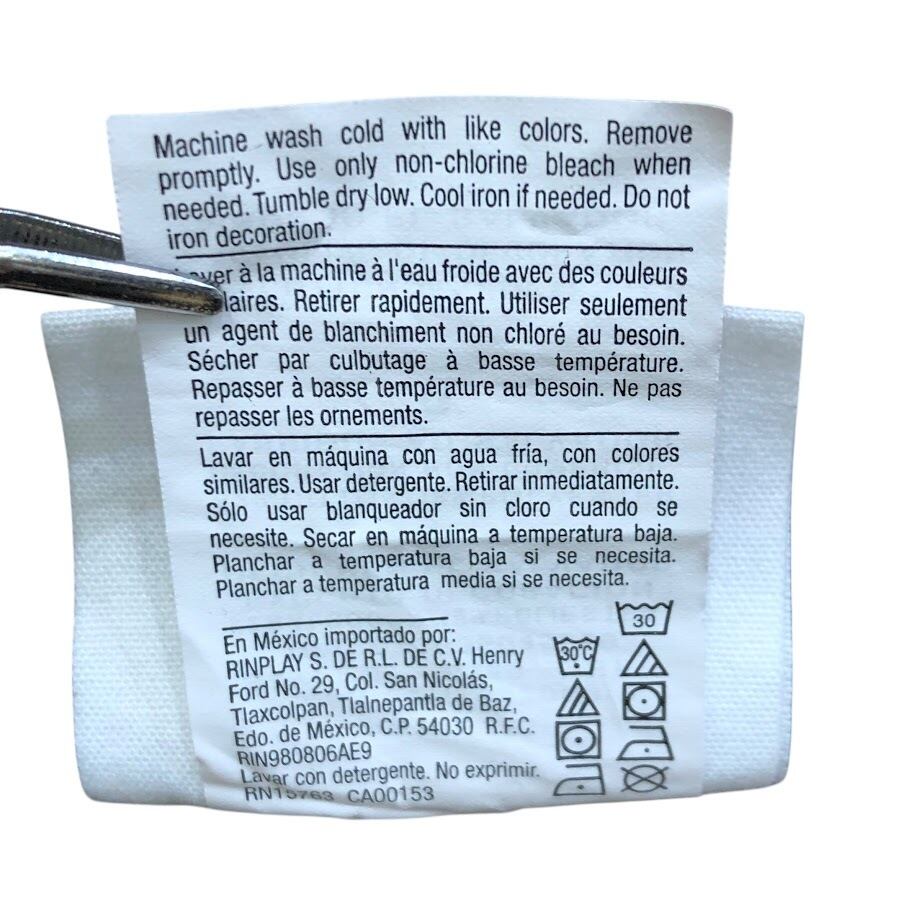 Machine wash cold with like colors. Remove
promptly. Use only non-chlorine bleach when
needed. Tumble dry low. Cool iron if needed. Do not
iron decoration.
à la machine à l'eau froide avec des couleurs
Retirer rapidement. Utiliser seulement
un agent de blanchiment non chloré au besoin.
Sécher par culbutage à basse température.
Repasser à basse température au besoin. Ne pas
repasser les ornements.
Lavar en máquina con agua fría, con colores
similares. Usar detergente. Retirar inmediatamente.
Sólo usar blanqueador sin cloro cuando se
necesite. Secar en máquina a temperatura baja.
Planchar a temperatura baja si se necesita.
Planchar a temperatura media si se necesita.
En México importado por:
RINPLAY S. DE R.L. DE C.V. Henry
Ford No. 29, Col. San Nicolás,
Tlaxcolpan, Tlalnepantla de Baz,
Edo. de México, C.P. 54030 R.F.C.
RIN980806AE9
Lavar con detergente. No exprimir.
RN15763 CA00153
30°C
30